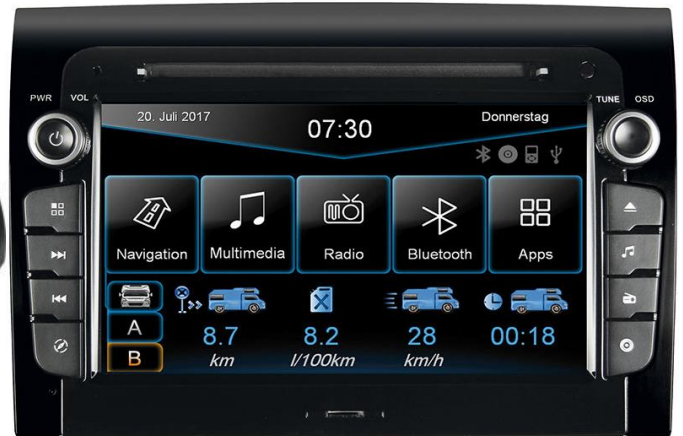 PWR VOL
TUNE OSD
20. Juli 2017
07:30
Donnerstag
Navigation
Multimedia
Radio
Bluetooth
Apps
A
B
8.7
km
8.2
l/100km
28
km/h
00:18